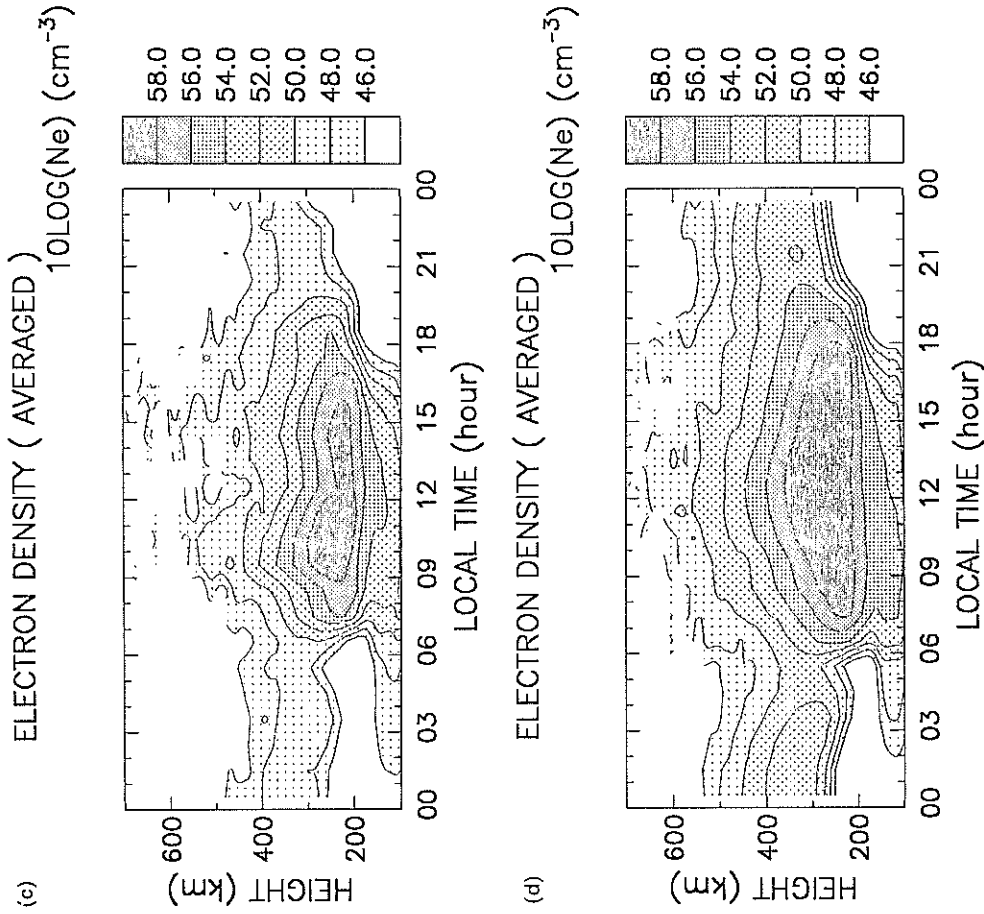 (c)
ELECTRON DENSITY ( AVERAGED )
10LOG(Ne) (cm⁻³)
58.0
56.0
54.0
52.0
50.0
48.0
46.0
HEIGHT (km)
600
400
200
00 03 06 09 12 15 18 21 00
LOCAL TIME (hour)
(d)
ELECTRON DENSITY ( AVERAGED )
10LOG(Ne) (cm⁻³)
58.0
56.0
54.0
52.0
50.0
48.0
46.0
HEIGHT (km)
600
400
200
00 03 06 09 12 15 18 21 00
LOCAL TIME (hour)